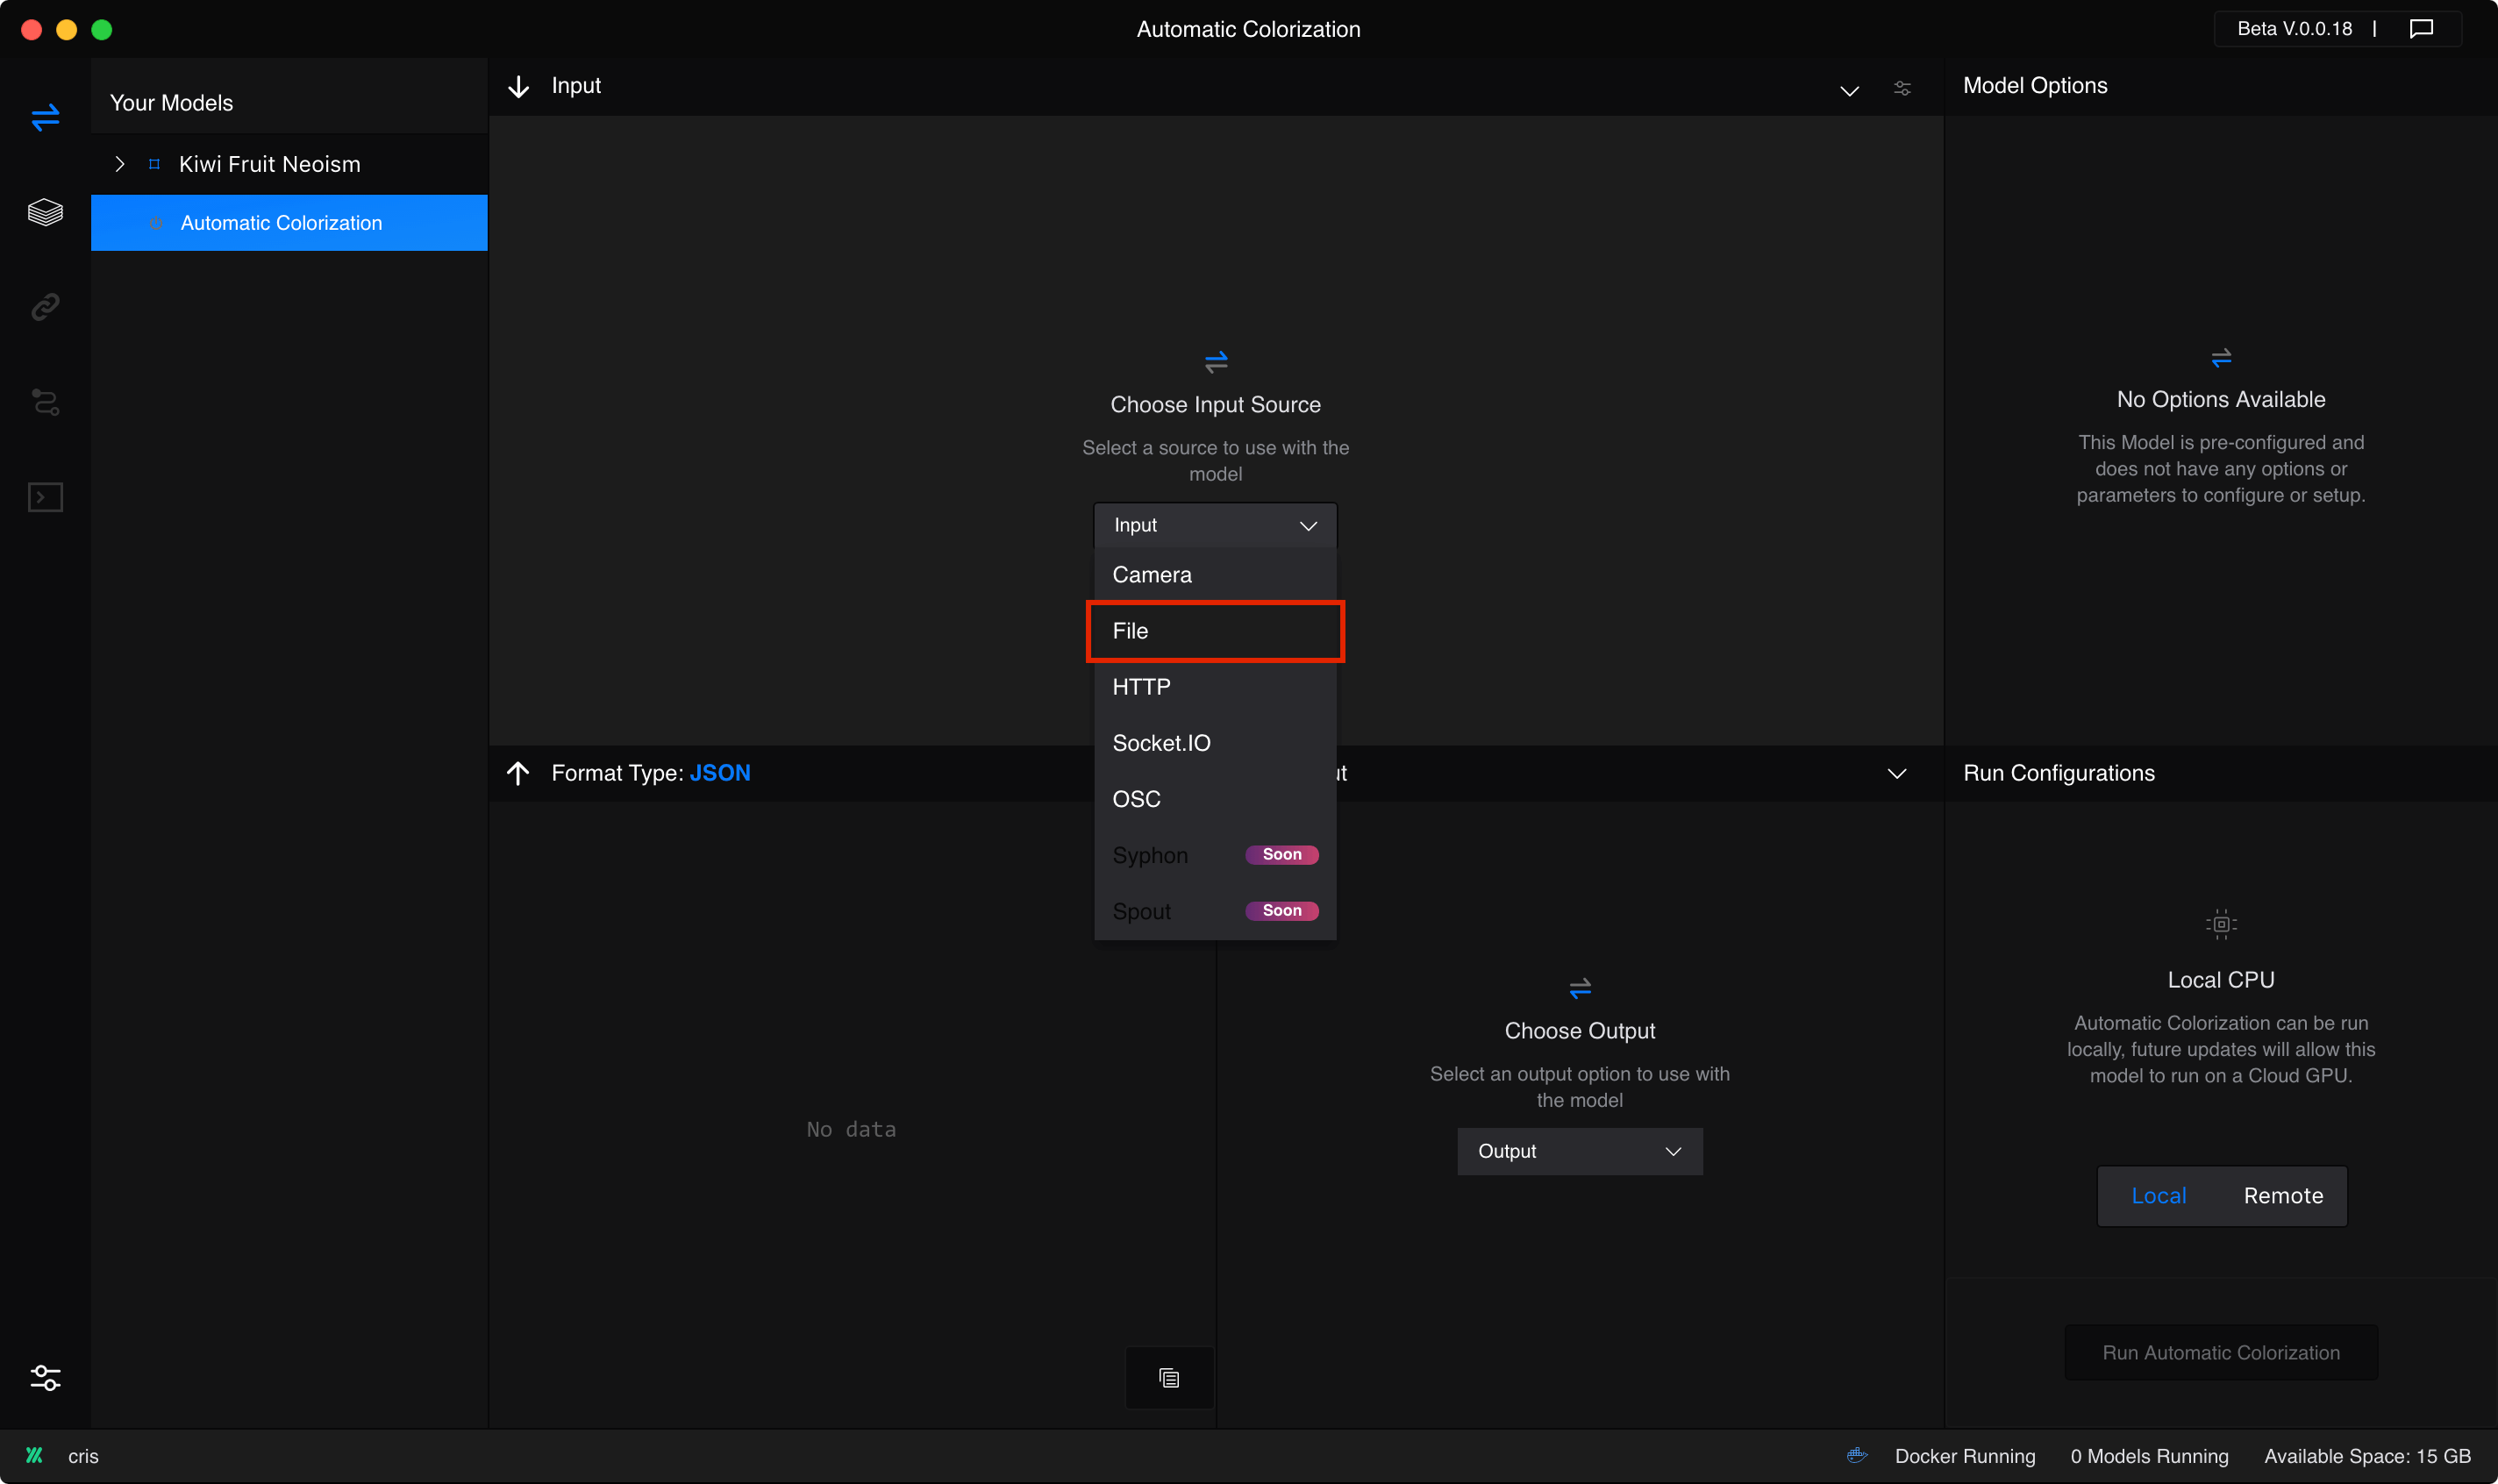 Automatic Colorization
Beta V.0.0.18 |
Your Models
Kiwi Fruit Neoism
Automatic Colorization
Input
Choose Input Source
Select a source to use with the
model
Input
Camera
File
HTTP
Socket.IO
OSC
Syphon Soon
Spout Soon
Model Options
No Options Available
This Model is pre-configured and
does not have any options or
parameters to configure or setup.
Format Type: JSON
No data
Choose Output
Select an output option to use with
the model
Output
Run Configurations
Local CPU
Automatic Colorization can be run
locally, future updates will allow this
model to run on a Cloud GPU.
Local Remote
Run Automatic Colorization
cris
Docker Running 0 Models Running Available Space: 15 GB